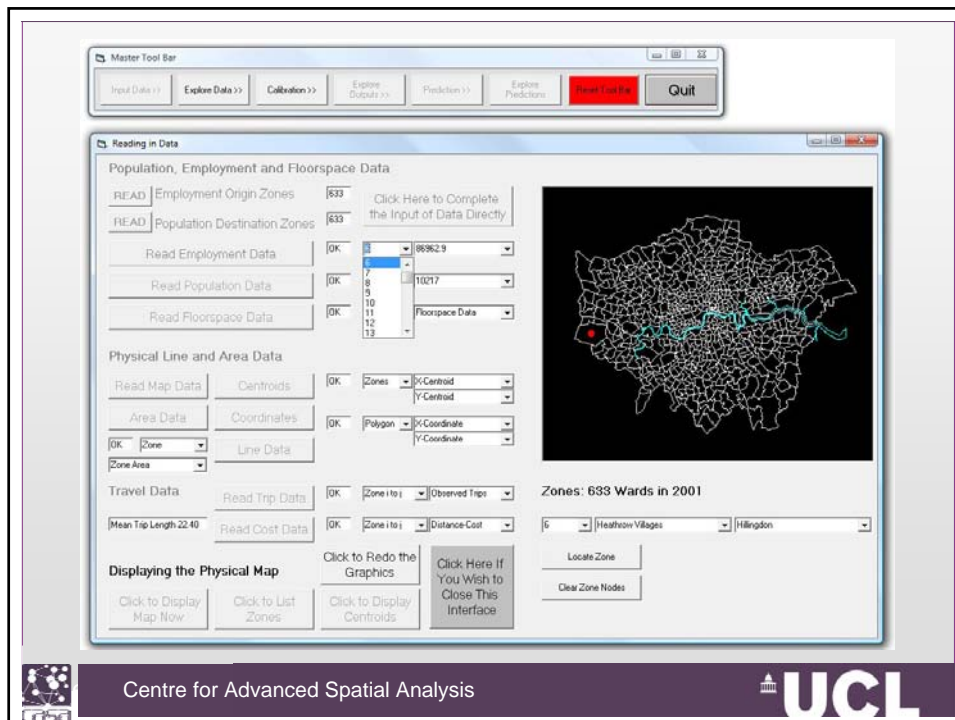 Master Tool Bar
Input Data >> Explore Data >> Calibration >> Explore Outputs >> Prediction >> Explore Predictions Reset Tool Bar Quit
Reading in Data
Population, Employment and Floorspace Data
READ Employment Origin Zones 633 Click Here to Complete the Input of Data Directly
READ Population Destination Zones 633
Read Employment Data OK 86962.9
6
7
8
9
10
11
12
13
Read Population Data OK 10217
Read Floorspace Data OK Floorspace Data
Physical Line and Area Data
Read Map Data Centroids OK Zones X-Centroid
Y-Centroid
Area Data Coordinates OK Polygon X-Coordinate
Y-Coordinate
OK Zone Line Data
Zone Area
Travel Data Read Trip Data OK Zone i to j Observed Trips
Mean Trip Length 22.40 Read Cost Data OK Zone i to j Distance-Cost
Zones: 633 Wards in 2001
6 Heathrow Villages Hillingdon
Locate Zone
Clear Zone Nodes
Displaying the Physical Map
Click to Redo the Graphics
Click Here If You Wish to Close This Interface
Click to Display Map Now Click to List Zones Click to Display Centroids
Centre for Advanced Spatial Analysis
UCL